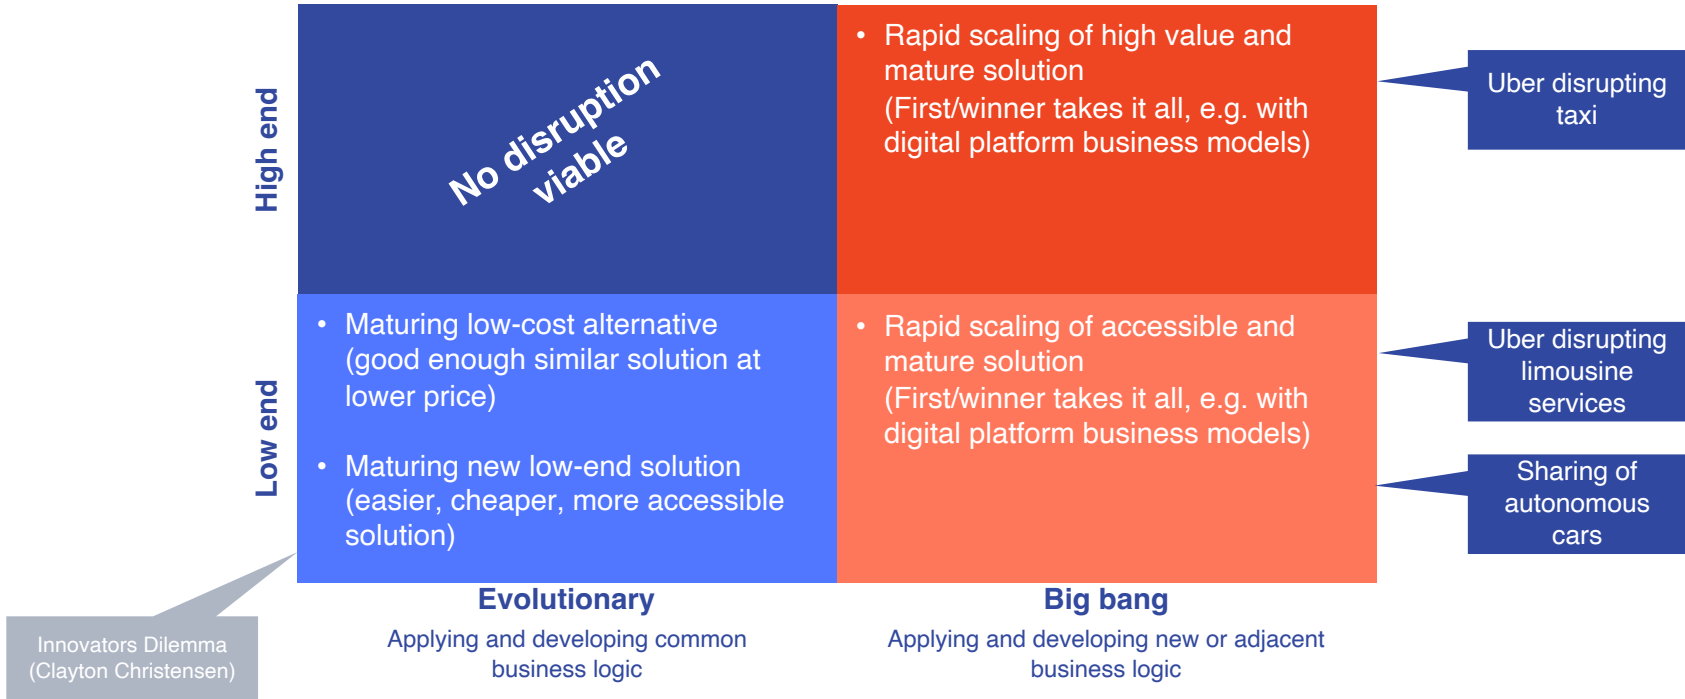 High end
No disruption
viable
• Rapid scaling of high value and
mature solution
(First/winner takes it all, e.g. with
digital platform business models)
Uber disrupting
taxi
Low end
• Maturing low-cost alternative
(good enough similar solution at
lower price)
• Maturing new low-end solution
(easier, cheaper, more accessible
solution)
• Rapid scaling of accessible and
mature solution
(First/winner takes it all, e.g. with
digital platform business models)
Uber disrupting
limousine
services
Sharing of
autonomous
cars
Evolutionary
Applying and developing common
business logic
Big bang
Applying and developing new or adjacent
business logic
Innovators Dilemma
(Clayton Christensen)